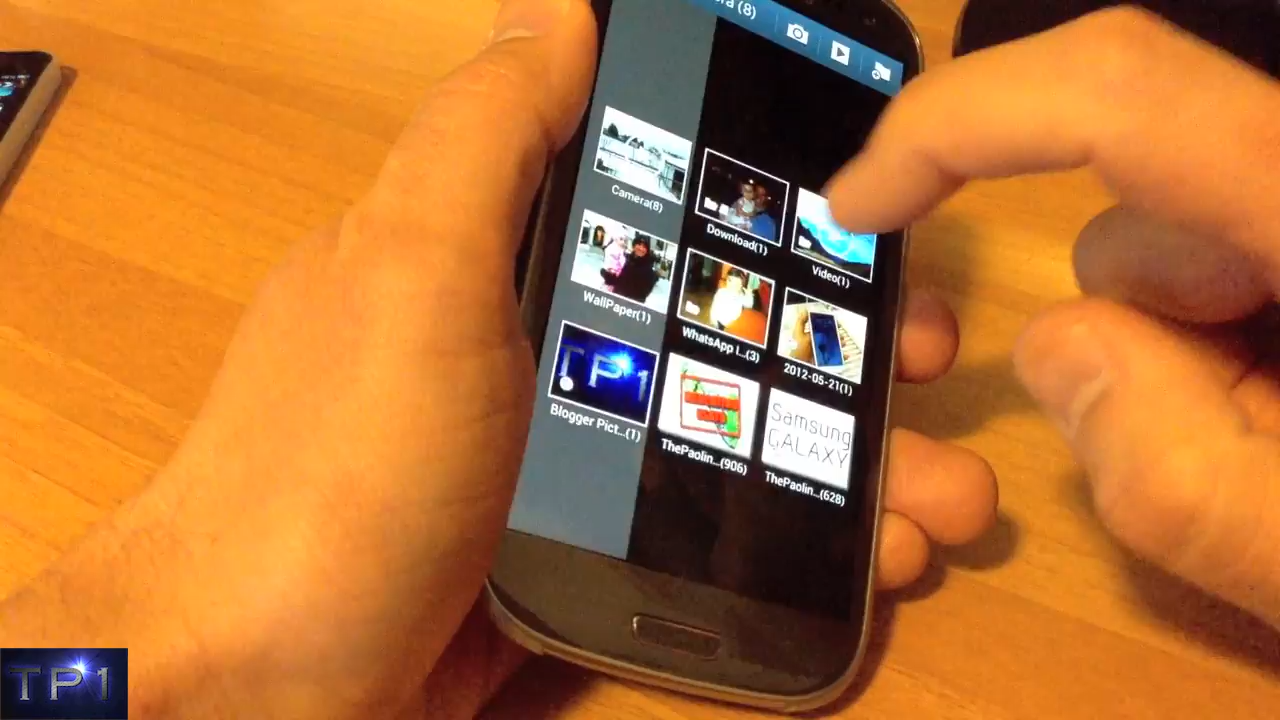 ra (8)
Camera(8)
Download(1)
Video(1)
WallPaper(1)
WhatsApp I...(3)
2012-05-21(1)
TP1
Blogger Pict...(1)
ThePaolin...(906)
Samsung
GALAXY
ThePaolin...(628)
TP1